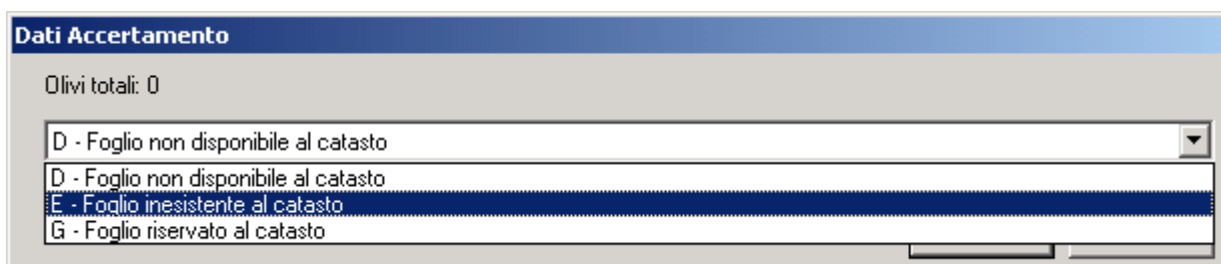 Dati Accertamento
Olivi totali: 0
D - Foglio non disponibile al catasto
D - Foglio non disponibile al catasto
E - Foglio inesistente al catasto
G - Foglio riservato al catasto